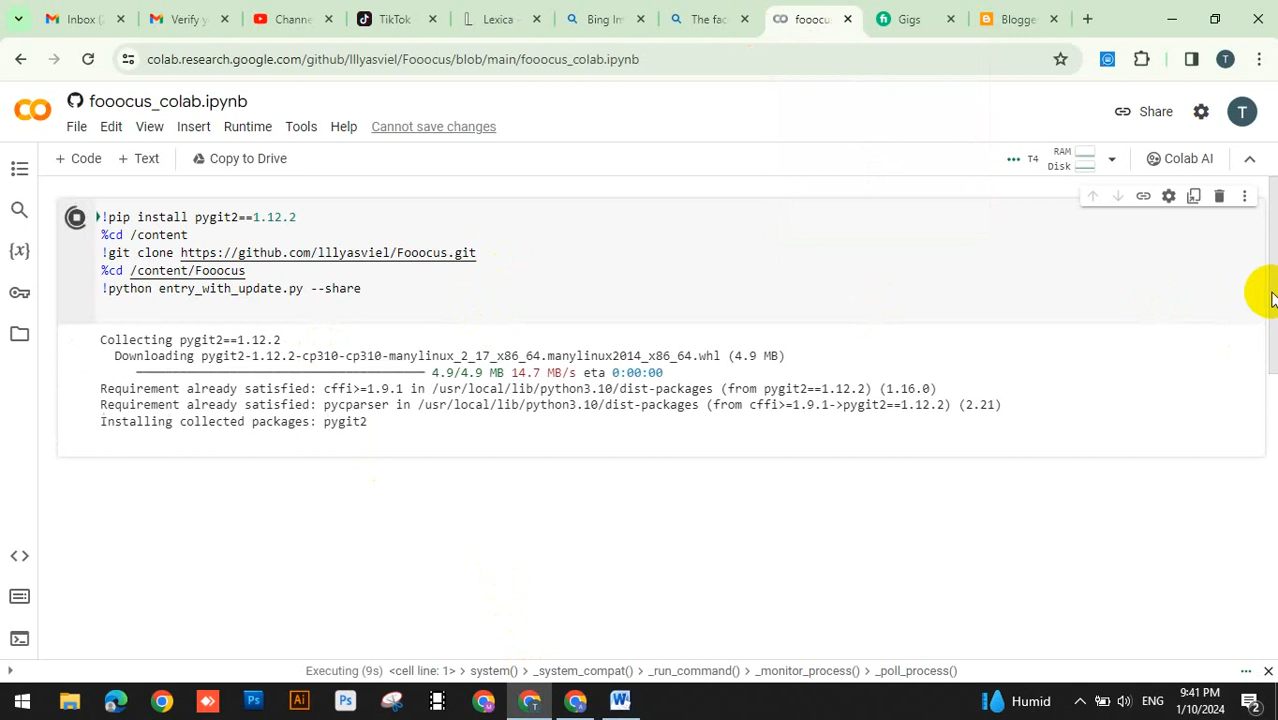 Inbox (
Verify y
Channe
TikTok
Lexica -
Bing Im
The fac
fooocus
Gigs
Blogge
colab.research.google.com/github/lllyasviel/Fooocus/blob/main/fooocus_colab.ipynb
T
fooocus_colab.ipynb
Share
T
File Edit View Insert Runtime Tools Help Cannot save changes
+ Code + Text Copy to Drive
T4 RAM Disk
Colab AI
!pip install pygit2==1.12.2
%cd /content
!git clone https://github.com/lllyasviel/Fooocus.git
%cd /content/Fooocus
!python entry_with_update.py --share
Collecting pygit2==1.12.2
Downloading pygit2-1.12.2-cp310-cp310-manylinux_2_17_x86_64.manylinux2014_x86_64.whl (4.9 MB)
4.9/4.9 MB 14.7 MB/s eta 0:00:00
Requirement already satisfied: cffi>=1.9.1 in /usr/local/lib/python3.10/dist-packages (from pygit2==1.12.2) (1.16.0)
Requirement already satisfied: pycparser in /usr/local/lib/python3.10/dist-packages (from cffi>=1.9.1->pygit2==1.12.2) (2.21)
Installing collected packages: pygit2
Executing (9s) <cell line: 1> > system() > _system_compat() > _run_command() > _monitor_process() > _poll_process()
Ai
Ps
Ps
Humid
ENG
9:41 PM
1/10/2024
2